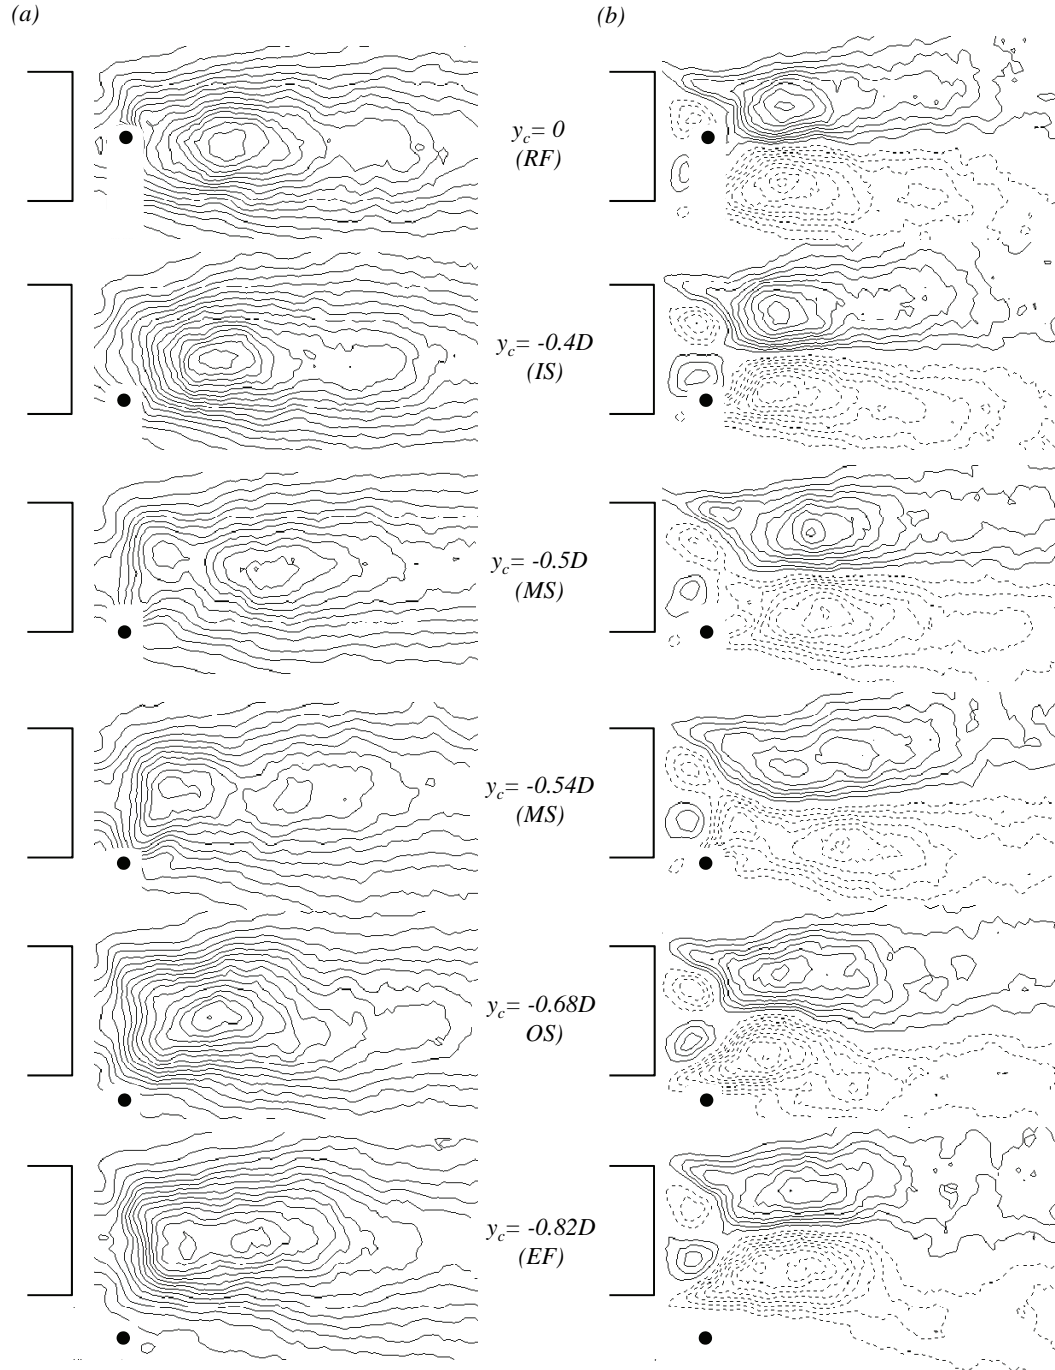 (a)
(b)
y_c= 0
(RF)
y_c= -0.4D
(IS)
y_c= -0.5D
(MS)
y_c= -0.54D
(MS)
y_c= -0.68D
OS)
y_c= -0.82D
(EF)